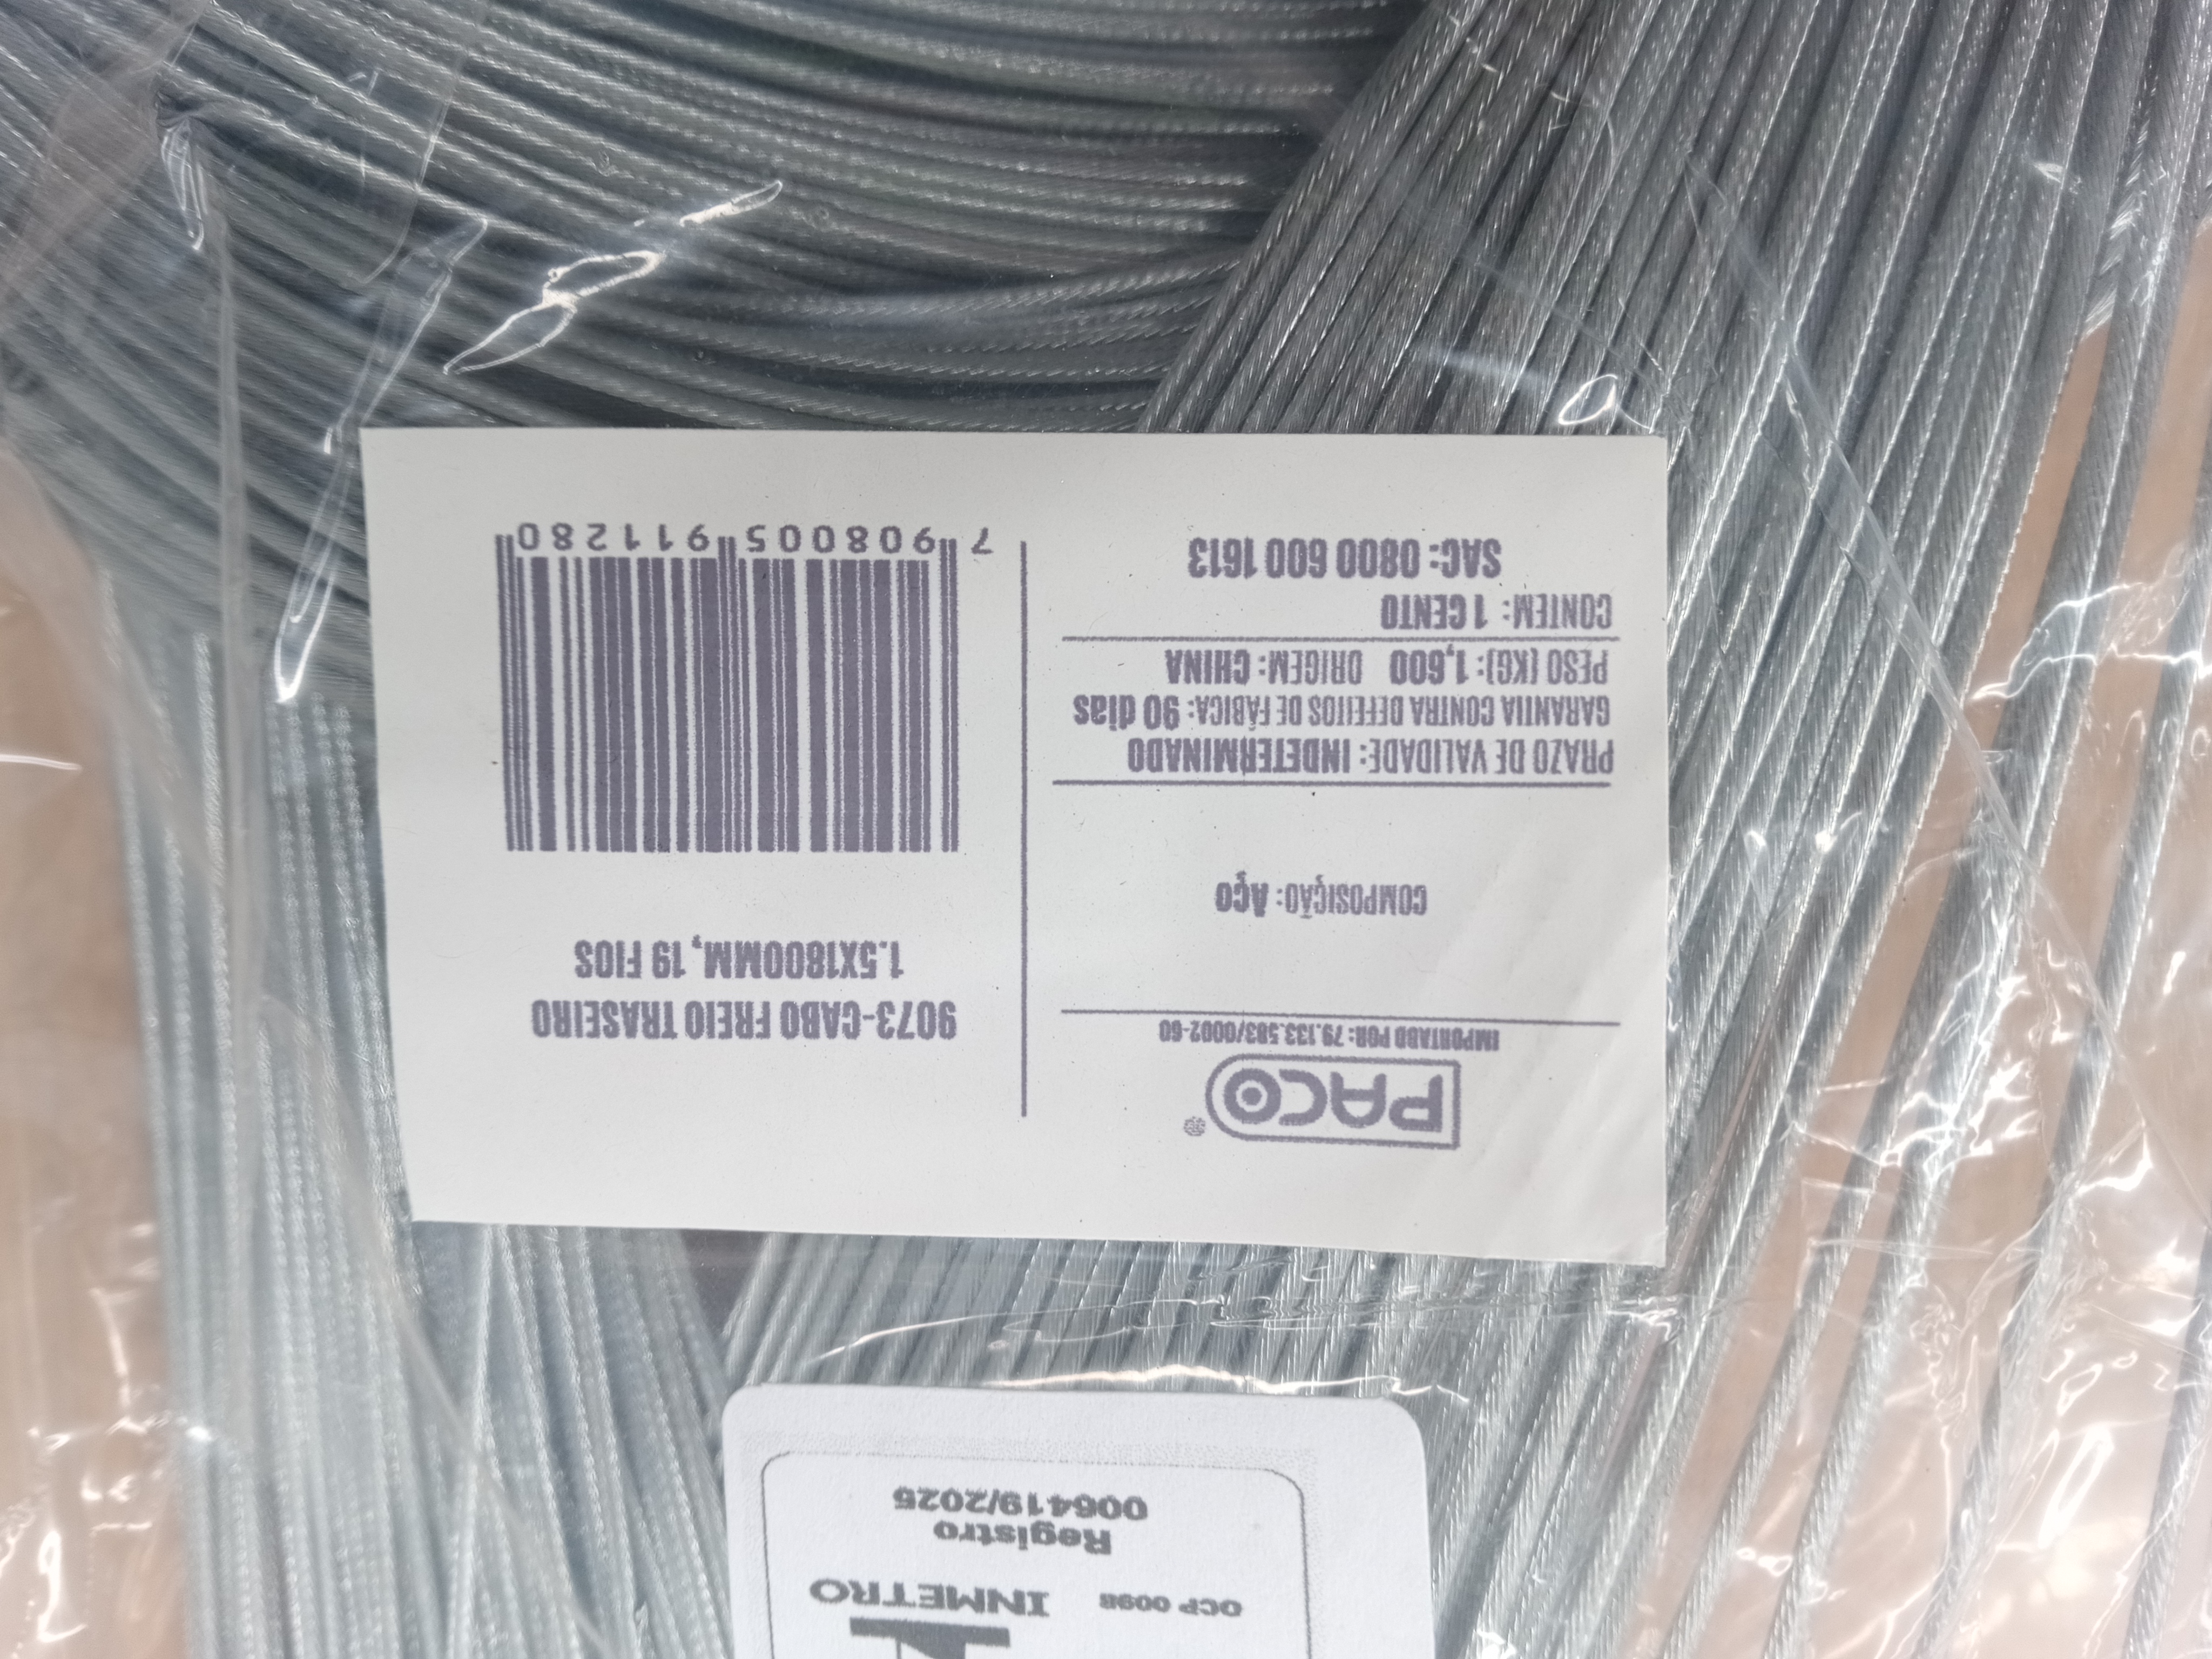 PACO®
IMPORTADO POR: 79.133.583/0002-60
COMPOSIÇÃO: AÇO
PRAZO DE VALIDADE: INDETERMINADO
GARANTIA CONTRA DEFEITOS DE FÁBICA: 90 dias
PESO (KG): 1,600 ORIGEM: CHINA
CONTEM: 1 CENTO
SAC: 0800 600 1613
9073-CABO FREIO TRASEIRO
1.5X1800MM, 19 FIOS
7 908005 911280
OCP 0098 INMETRO
Registro
006419/2025